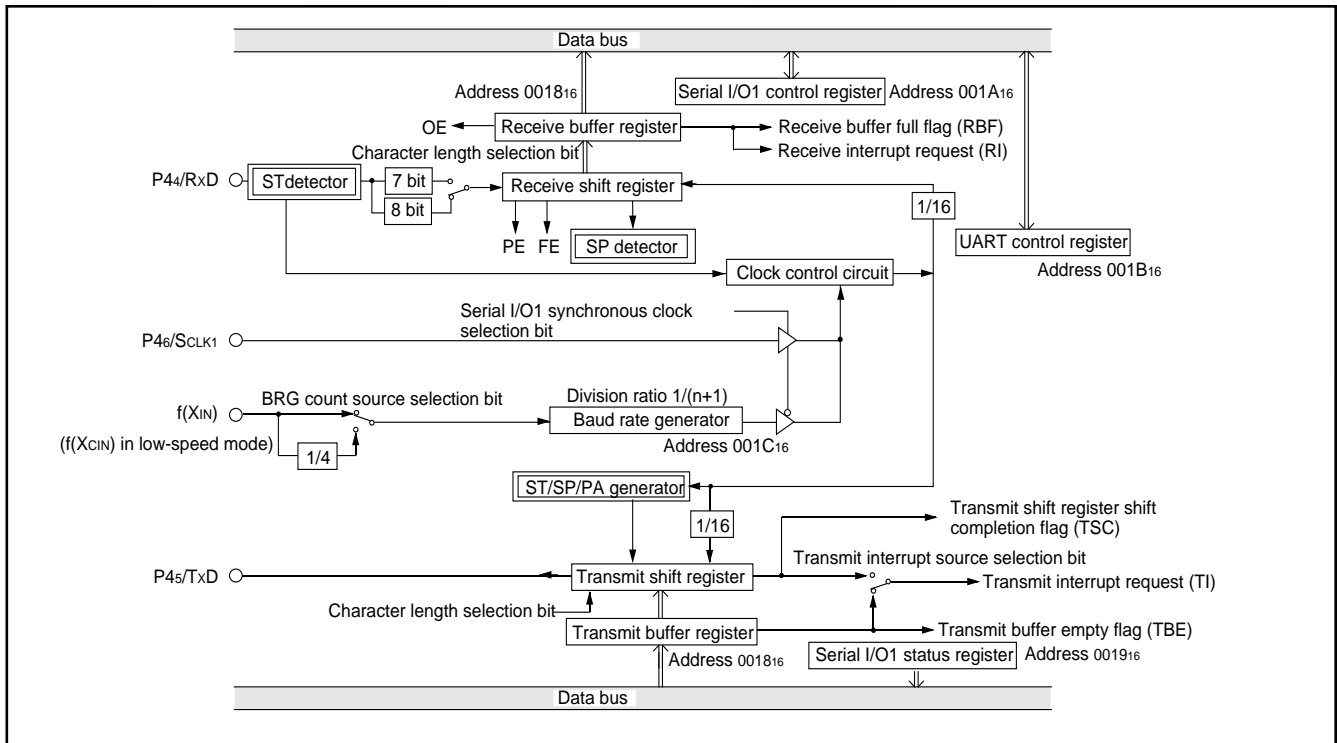 Data bus
Address 0018₁₆
Serial I/O1 control register Address 001A₁₆
OE Receive buffer register Receive buffer full flag (RBF)
Character length selection bit Receive interrupt request (RI)
P4₄/RXD STdetector 7 bit Receive shift register
8 bit 1/16
PE FE SP detector UART control register
Clock control circuit Address 001B₁₆
Serial I/O1 synchronous clock
selection bit
P4₆/SCLK1
BRG count source selection bit Division ratio 1/(n+1)
f(XIN) Baud rate generator
(f(XCIN) in low-speed mode) Address 001C₁₆
1/4
ST/SP/PA generator
1/16 Transmit shift register shift
completion flag (TSC)
Transmit interrupt source selection bit
P4₅/TXD Transmit shift register Transmit interrupt request (TI)
Character length selection bit
Transmit buffer register Transmit buffer empty flag (TBE)
Address 0018₁₆ Serial I/O1 status register Address 0019₁₆
Data bus